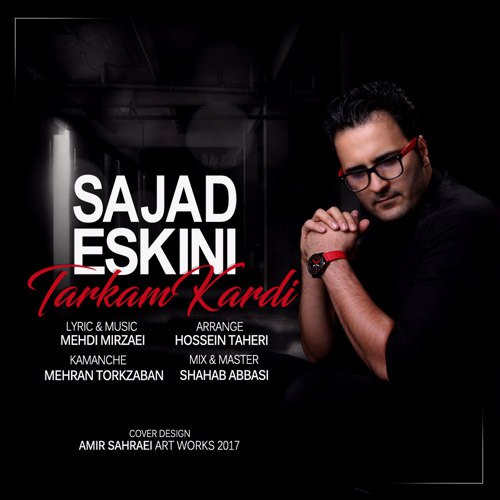 SAJAD
ESKINI
Tarkam Kardi
LYRIC & MUSIC
MEHDI MIRZAEI
ARRANGE
HOSSEIN TAHERI
KAMANCHE
MEHRAN TORKZABAN
MIX & MASTER
SHAHAB ABBASI
COVER DESIGN
AMIR SAHRAEI ART WORKS 2017